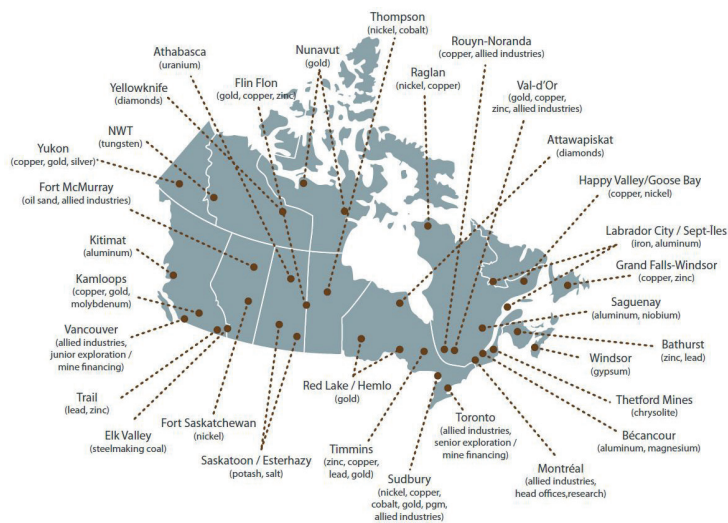 Thompson
(nickel, cobalt)
Rouyn-Noranda
(copper, allied industries)
Athabasca
(uranium)
Nunavut
(gold)
Raglan
(nickel, copper)
Val-d’Or
(gold, copper,
zinc, allied industries)
Yellowknife
(diamonds)
Flin Flon
(gold, copper, zinc)
Attawapiskat
(diamonds)
NWT
(tungsten)
Yukon
(copper, gold, silver)
Happy Valley/Goose Bay
(copper, nickel)
Fort McMurray
(oil sand, allied industries)
Labrador City / Sept-Îles
(iron, aluminum)
Kitimat
(aluminum)
Grand Falls-Windsor
(copper, zinc)
Kamloops
(copper, gold,
molybdenum)
Saguenay
(aluminum, niobium)
Vancouver
(allied industries,
junior exploration /
mine financing)
Bathurst
(zinc, lead)
Windsor
(gypsum)
Trail
(lead, zinc)
Red Lake / Hemlo
(gold)
Thetford Mines
(chrysolite)
Elk Valley
(steelmaking coal)
Fort Saskatchewan
(nickel)
Toronto
(allied industries,
senior exploration /
mine financing)
Bécancour
(aluminum, magnesium)
Saskatoon / Esterhazy
(potash, salt)
Timmins
(zinc, copper,
lead, gold)
Montréal
(allied industries,
head offices,research)
Sudbury
(nickel, copper,
cobalt, gold, pgm,
allied industries)